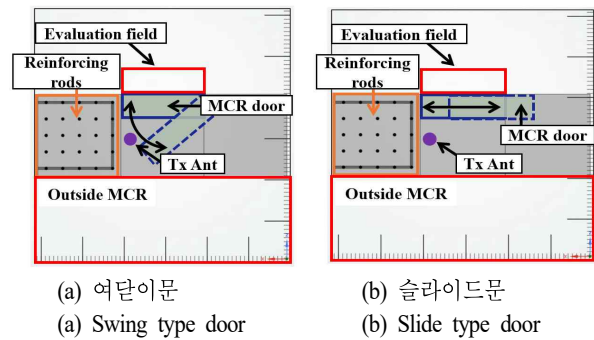 Evaluation field
Reinforcing
rods
MCR door
Tx Ant
Outside MCR
(a) 여닫이문
(a) Swing type door
Evaluation field
Reinforcing
rods
MCR door
Tx Ant
Outside MCR
(b) 슬라이드문
(b) Slide type door